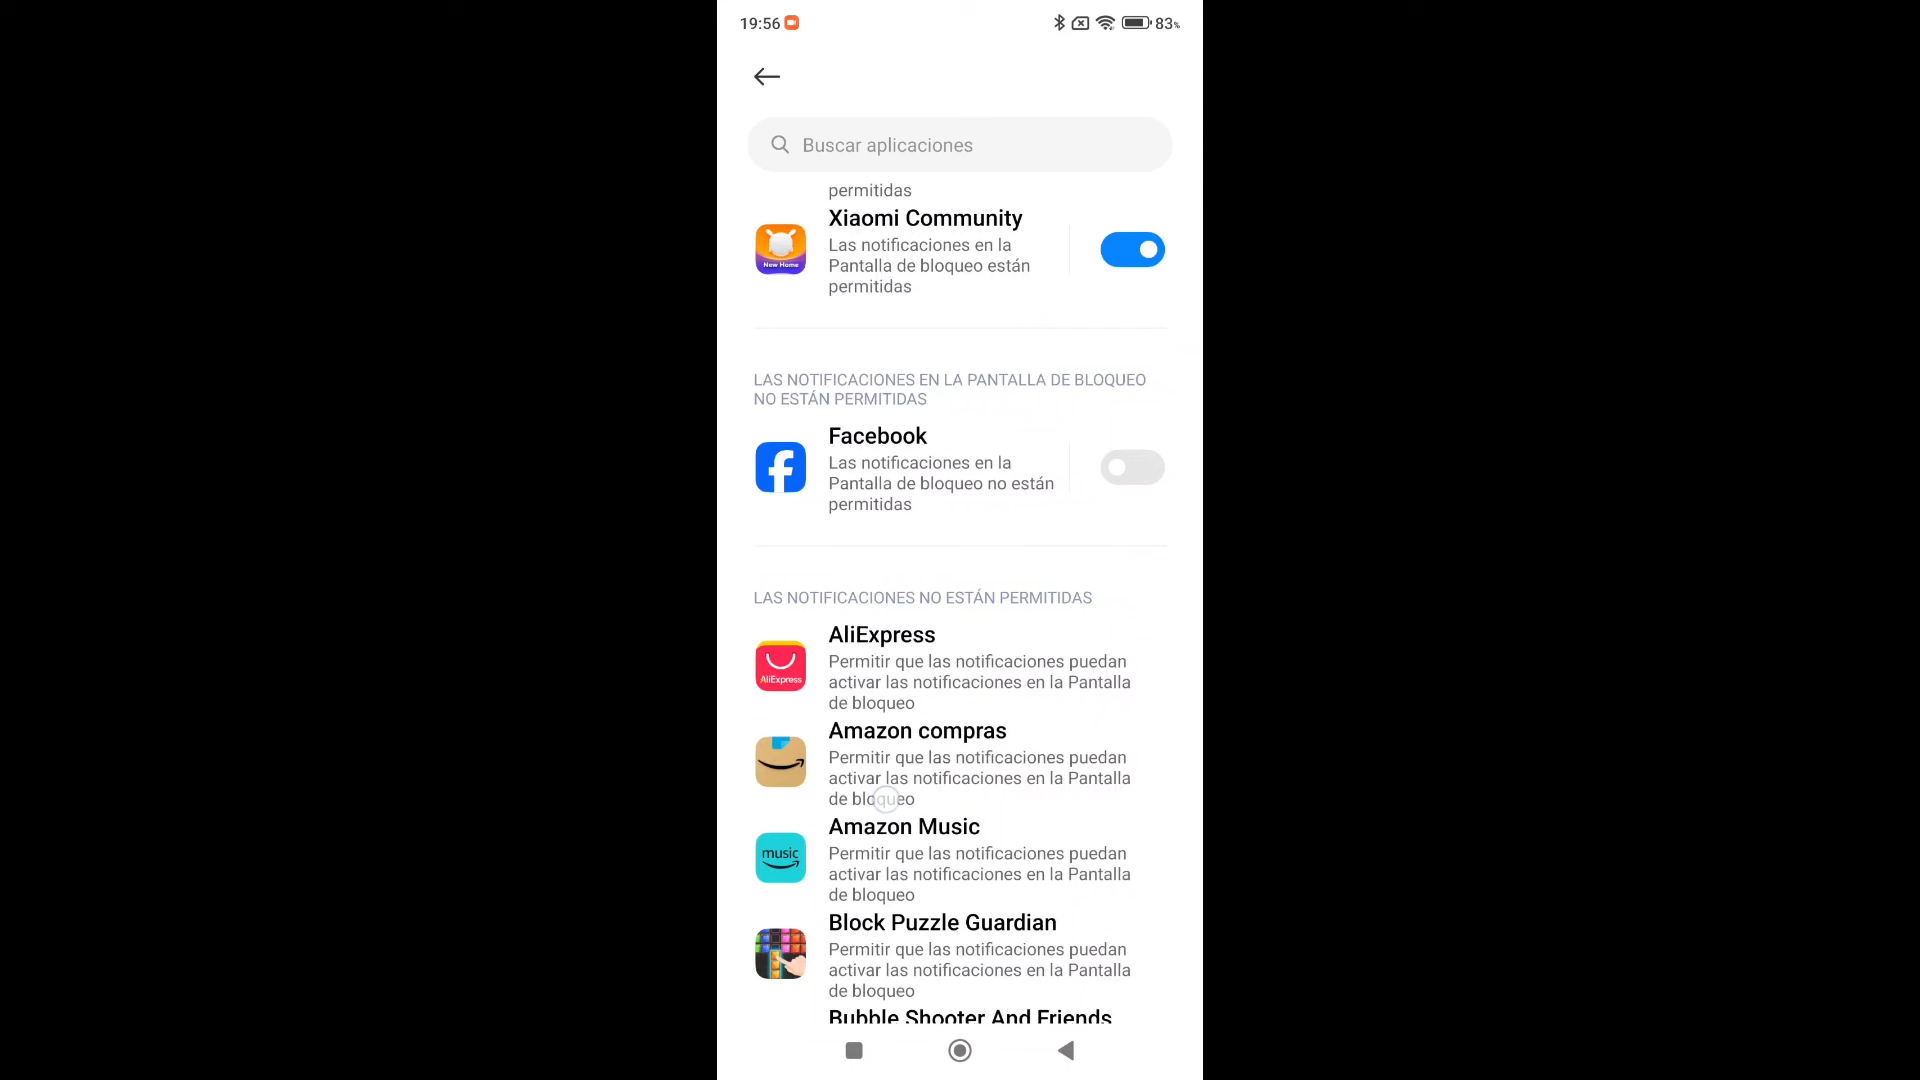 19:56
83%
Buscar aplicaciones
permitidas
Xiaomi Community
Las notificaciones en la
Pantalla de bloqueo están
permitidas
New Home
LAS NOTIFICACIONES EN LA PANTALLA DE BLOQUEO
NO ESTÁN PERMITIDAS
Facebook
Las notificaciones en la
Pantalla de bloqueo no están
permitidas
LAS NOTIFICACIONES NO ESTÁN PERMITIDAS
AliExpress
AliExpress
Permitir que las notificaciones puedan
activar las notificaciones en la Pantalla
de bloqueo
Amazon compras
Permitir que las notificaciones puedan
activar las notificaciones en la Pantalla
de bloqueo
Amazon Music
music
Permitir que las notificaciones puedan
activar las notificaciones en la Pantalla
de bloqueo
Block Puzzle Guardian
Permitir que las notificaciones puedan
activar las notificaciones en la Pantalla
de bloqueo
Bubble Shooter And Friends